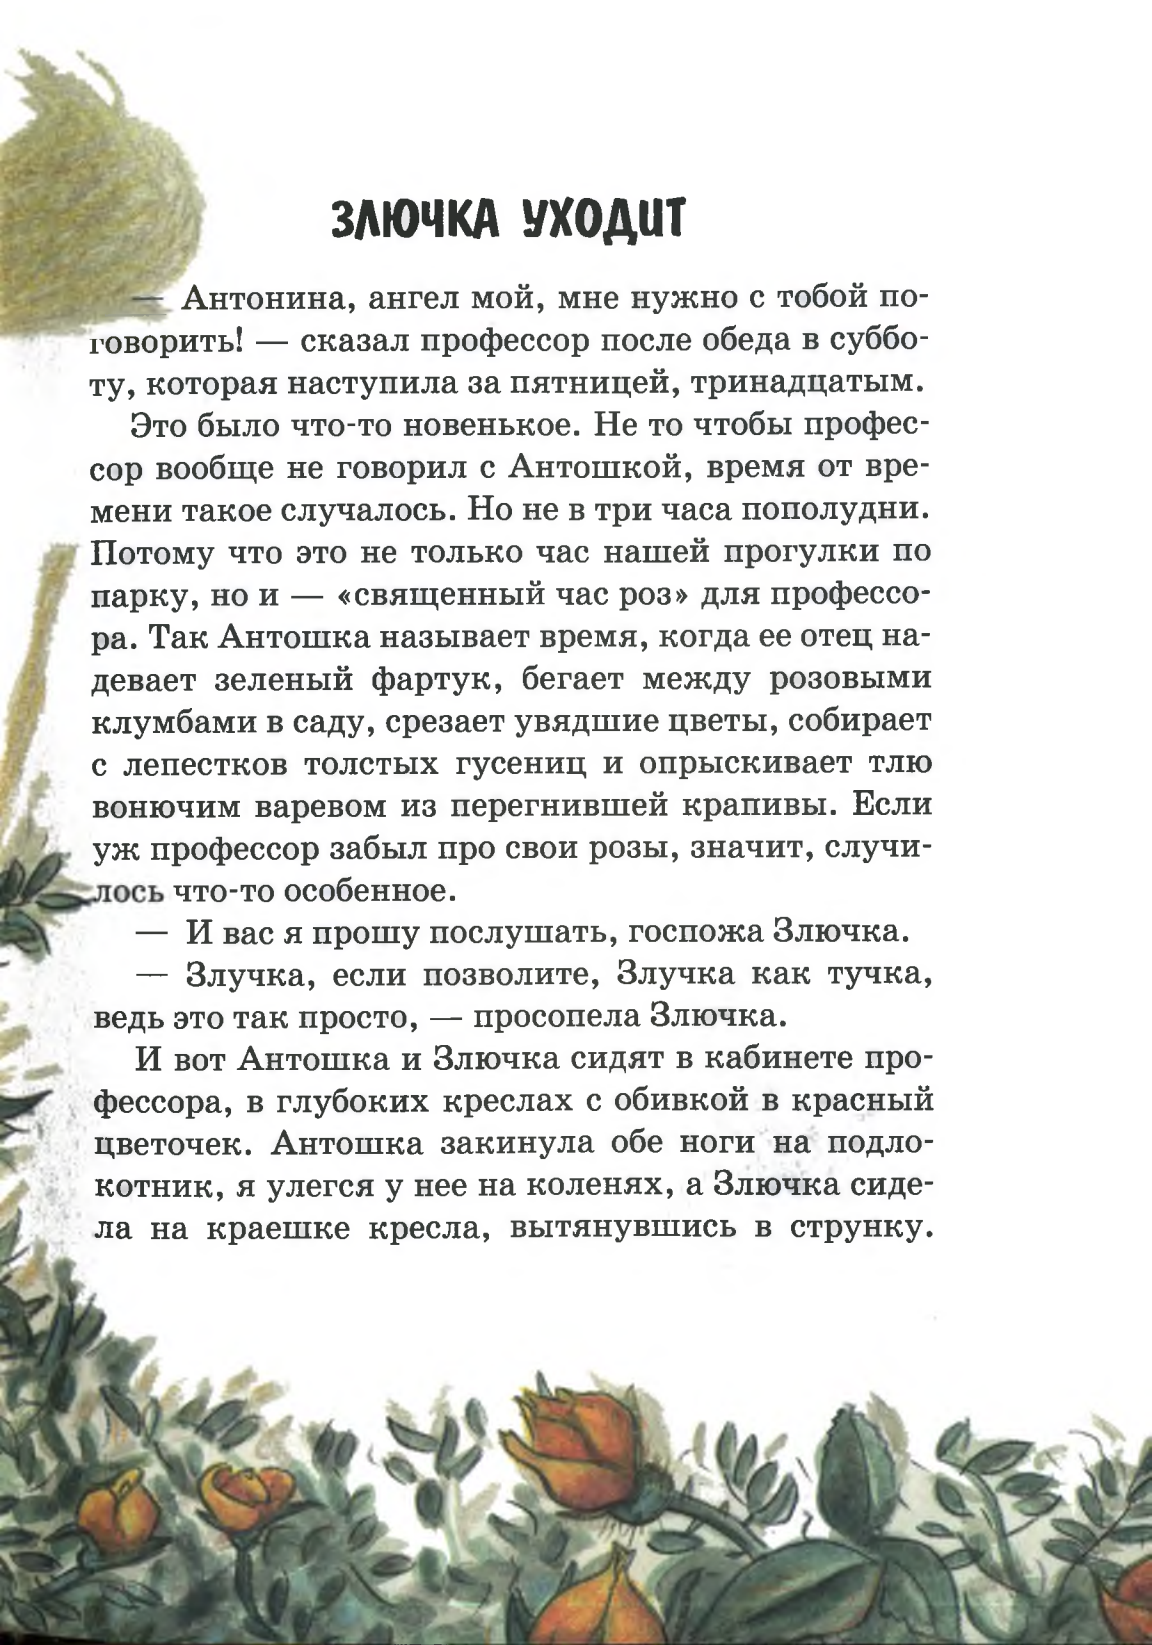 ЗЛЮЧКА УХОДИТ
— Антонина, ангел мой, мне нужно с тобой по-
говорить! — сказал профессор после обеда в суббо-
ту, которая наступила за пятницей, тринадцатым.
Это было что-то новенькое. Не то чтобы профес-
сор вообще не говорил с Антошкой, время от вре-
мени такое случалось. Но не в три часа пополудни.
Потому что это не только час нашей прогулки по
парку, но и — «священный час роз» для профессо-
ра. Так Антошка называет время, когда ее отец на-
девает зеленый фартук, бегает между розовыми
клумбами в саду, срезает увядшие цветы, собирает
с лепестков толстых гусениц и опрыскивает тлю
вонючим варевом из перегнившей крапивы. Если
уж профессор забыл про свои розы, значит, случи-
лось что-то особенное.
— И вас я прошу послушать, госпожа Злючка.
— Злучка, если позволите, Злучка как тучка,
ведь это так просто, — просопела Злючка.
И вот Антошка и Злючка сидят в кабинете про-
фессора, в глубоких креслах с обивкой в красный
цветочек. Антошка закинула обе ноги на подло-
котник, я улегся у нее на коленях, а Злючка сиде-
ла на краешке кресла, вытянувшись в струнку.